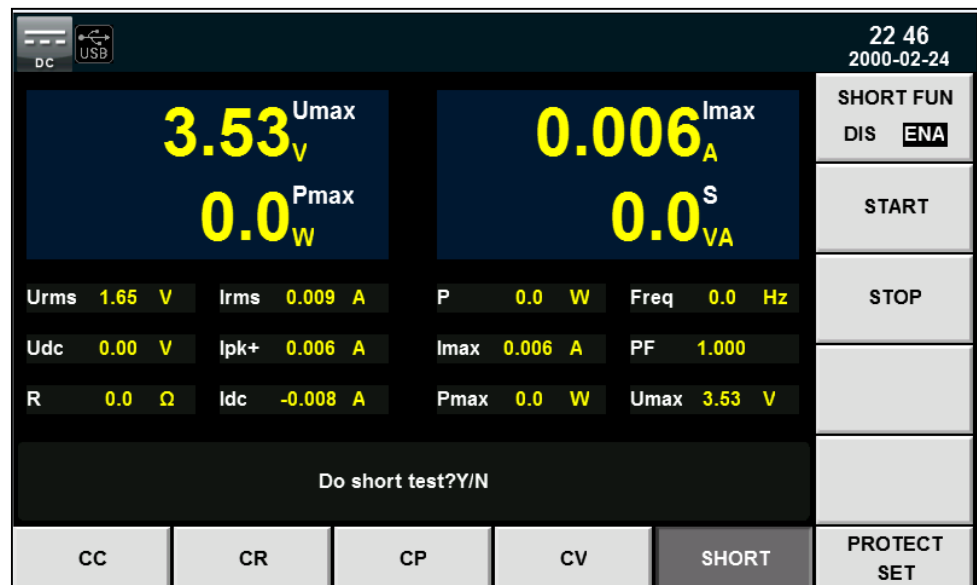 DC USB 22 46
2000-02-24
3.53 V Umax 0.006 A Imax
0.0 W Pmax 0.0 VA S
Urms 1.65 V Irms 0.009 A P 0.0 W Freq 0.0 Hz
Udc 0.00 V Ipk+ 0.006 A Imax 0.006 A PF 1.000
R 0.0 Ω Idc -0.008 A Pmax 0.0 W Umax 3.53 V
Do short test?Y/N
CC CR CP CV SHORT
SHORT FUN
DIS ENA
START
STOP
PROTECT
SET